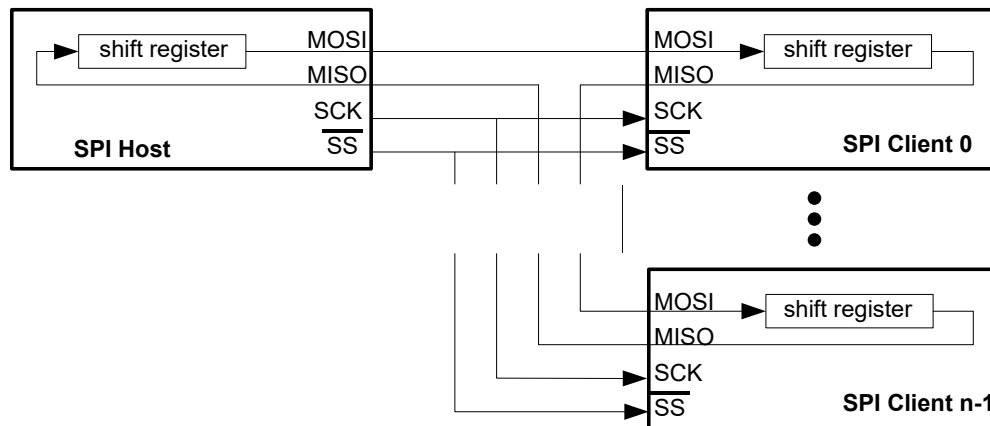 shift register
MOSI
MISO
SCK
SS
SPI Host
MOSI
shift register
MISO
SCK
SS
SPI Client 0
MOSI
shift register
MISO
SCK
SS
SPI Client n-1